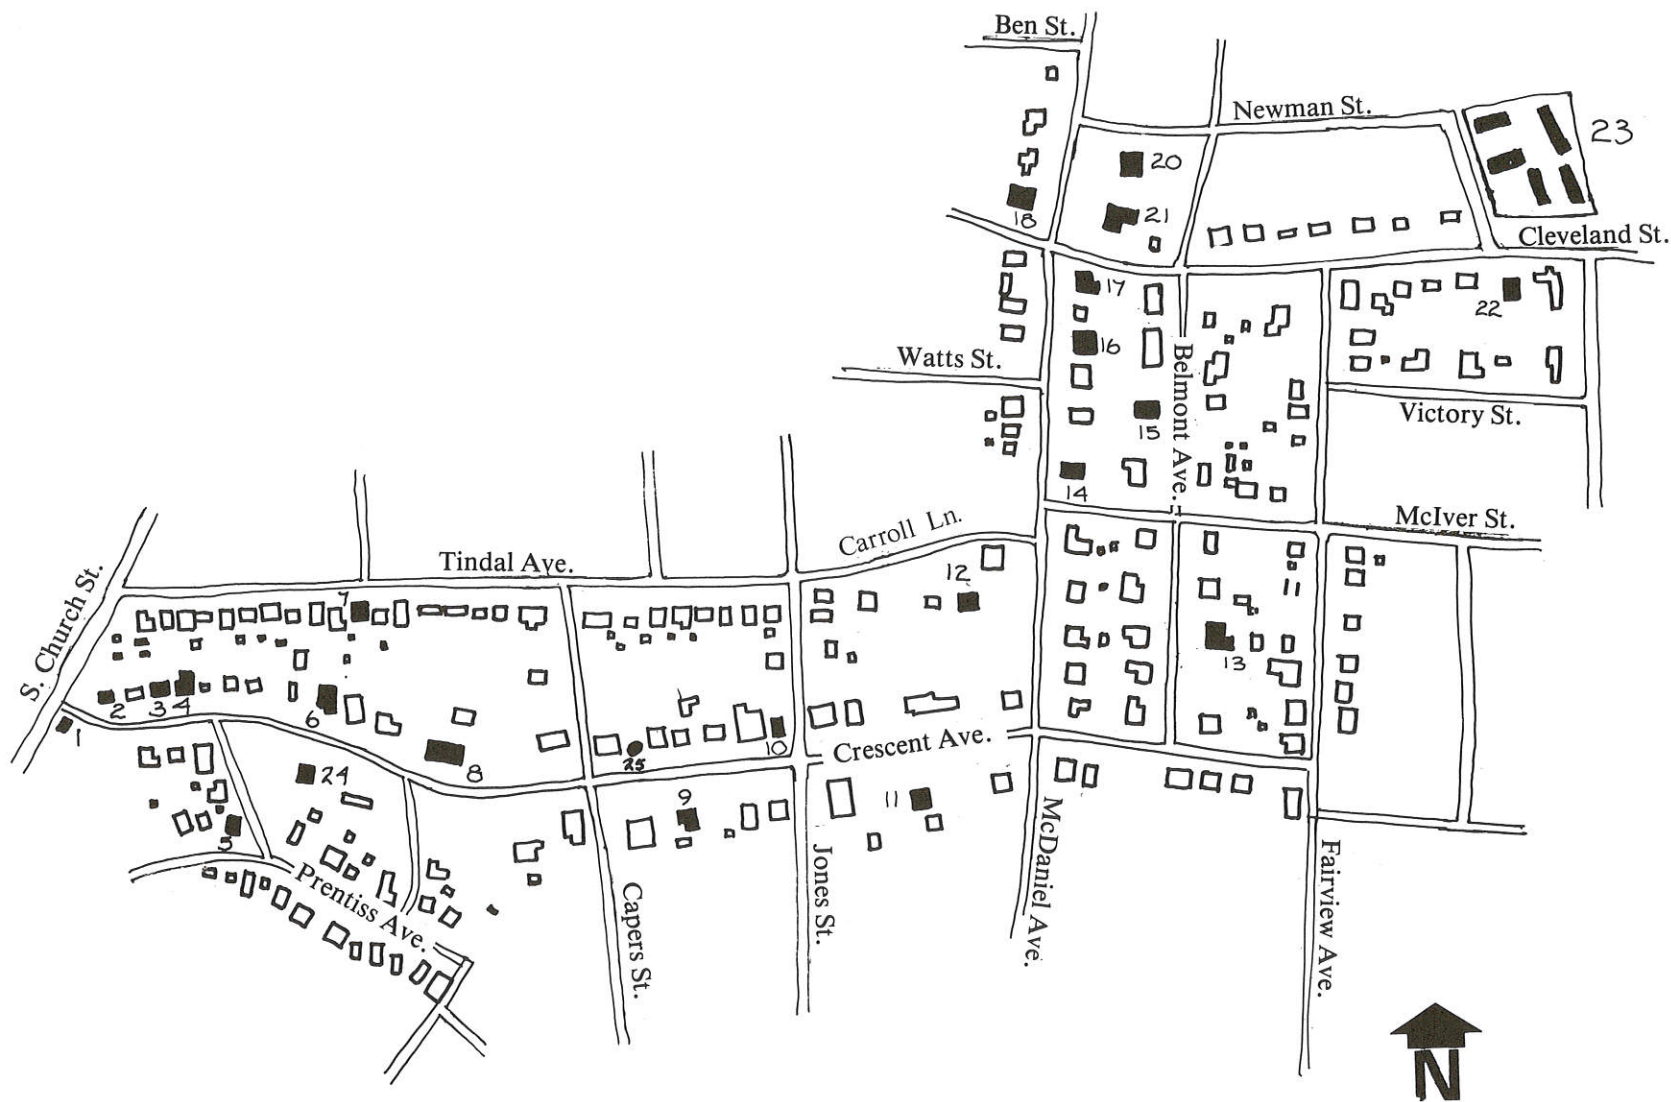 Ben St.
Newman St.
23
20
18
21
Cleveland St.
17
22
16
Watts St.
Belmont Ave.
Victory St.
15
14
McIver St.
Carroll Ln.
Tindal Ave.
S. Church St.
12
7
13
2
3
4
6
1
10
Crescent Ave.
25
8
24
9
11
5
McDaniel Ave.
Jones St.
Fairview Ave.
Prentiss Ave.
Capers St.
N